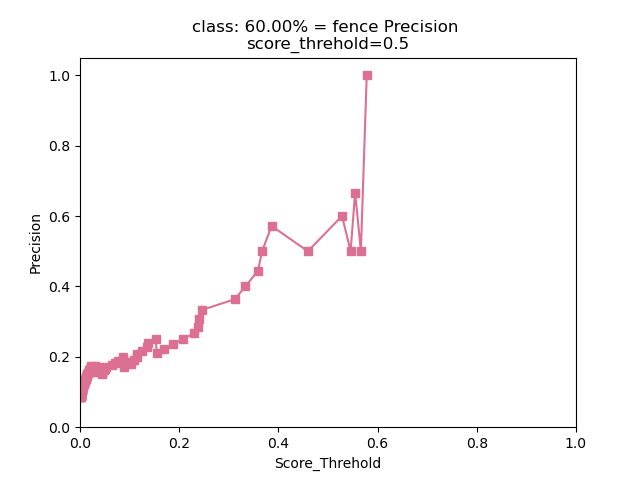 class: 60.00% = fence Precision
score_threhold=0.5
Precision
1.0
0.8
0.6
0.4
0.2
0.0
0.0 0.2 0.4 0.6 0.8 1.0
Score_Threhold